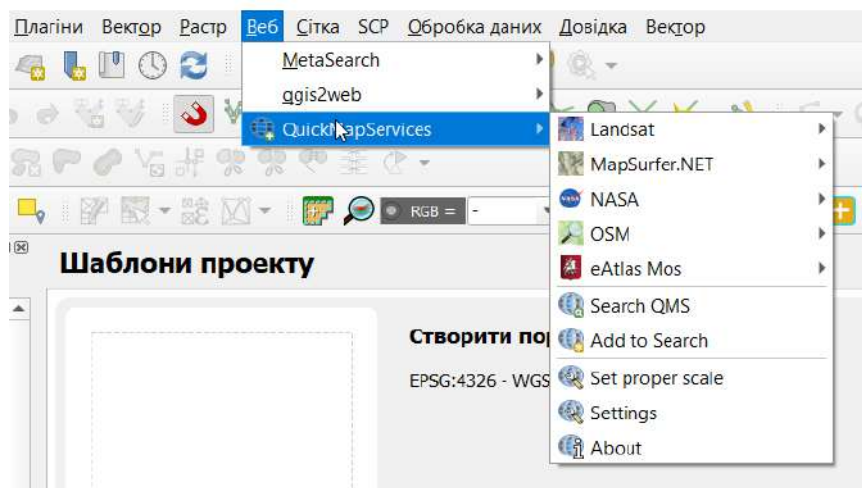 Плагіни Вектор Растр Веб Сітка SCP Обробка даних Довідка Вектор
MetaSearch
qgis2web
QuickMapServices
Landsat
MapSurfer.NET
NASA
OSM
eAtlas Mos
Search QMS
Add to Search
Set proper scale
Settings
About
RGB = -
Шаблони проекту
Створити
EPSG:4326 - WGS